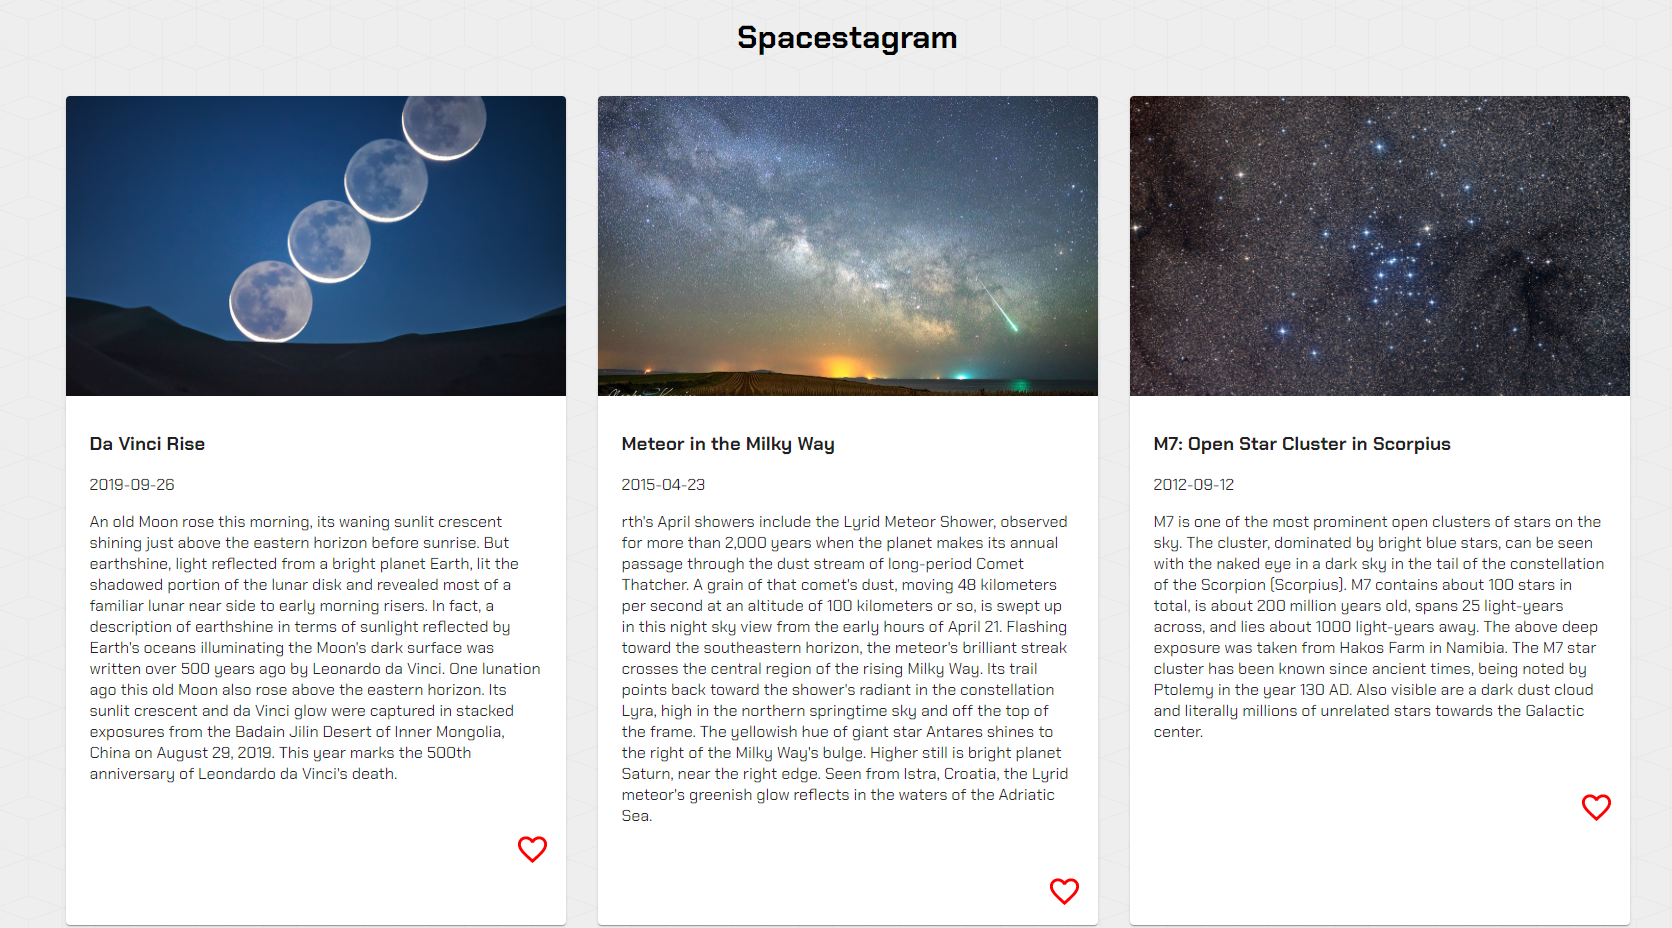 Spacestagram
Da Vinci Rise
2019-09-26
An old Moon rose this morning, its waning sunlit crescent
shining just above the eastern horizon before sunrise. But
earthshine, light reflected from a bright planet Earth, lit the
shadowed portion of the lunar disk and revealed most of a
familiar lunar near side to early morning risers. In fact, a
description of earthshine in terms of sunlight reflected by
Earth's oceans illuminating the Moon's dark surface was
written over 500 years ago by Leonardo da Vinci. One lunation
ago this old Moon also rose above the eastern horizon. Its
sunlit crescent and da Vinci glow were captured in stacked
exposures from the Badain Jilin Desert of Inner Mongolia,
China on August 29, 2019. This year marks the 500th
anniversary of Leondardo da Vinci's death.
Meteor in the Milky Way
2015-04-23
rth's April showers include the Lyrid Meteor Shower, observed
for more than 2,000 years when the planet makes its annual
passage through the dust stream of long-period Comet
Thatcher. A grain of that comet's dust, moving 48 kilometers
per second at an altitude of 100 kilometers or so, is swept up
in this night sky view from the early hours of April 21. Flashing
toward the southeastern horizon, the meteor's brilliant streak
crosses the central region of the rising Milky Way. Its trail
points back toward the shower's radiant in the constellation
Lyra, high in the northern springtime sky and off the top of
the frame. The yellowish hue of giant star Antares shines to
the right of the Milky Way's bulge. Higher still is bright planet
Saturn, near the right edge. Seen from Istra, Croatia, the Lyrid
meteor's greenish glow reflects in the waters of the Adriatic
Sea.
M7: Open Star Cluster in Scorpius
2012-09-12
M7 is one of the most prominent open clusters of stars on the
sky. The cluster, dominated by bright blue stars, can be seen
with the naked eye in a dark sky in the tail of the constellation
of the Scorpion (Scorpius). M7 contains about 100 stars in
total, is about 200 million years old, spans 25 light-years
across, and lies about 1000 light-years away. The above deep
exposure was taken from Hakos Farm in Namibia. The M7 star
cluster has been known since ancient times, being noted by
Ptolemy in the year 130 AD. Also visible are a dark dust cloud
and literally millions of unrelated stars towards the Galactic
center.